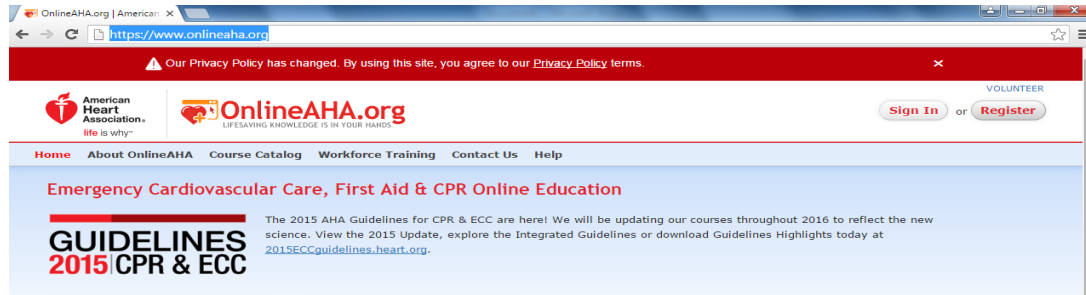 OnlineAHA.org | American
https://www.onlineaha.org
Our Privacy Policy has changed. By using this site, you agree to our Privacy Policy terms.
VOLUNTEER
American
Heart
Association®
life is why™
OnlineAHA.org
LIFESAVING KNOWLEDGE IS IN YOUR HANDS
Sign In or Register
Home About OnlineAHA Course Catalog Workforce Training Contact Us Help
Emergency Cardiovascular Care, First Aid & CPR Online Education
GUIDELINES
2015 CPR & ECC
The 2015 AHA Guidelines for CPR & ECC are here! We will be updating our courses throughout 2016 to reflect the new
science. View the 2015 Update, explore the Integrated Guidelines or download Guidelines Highlights today at
2015ECCguidelines.heart.org.